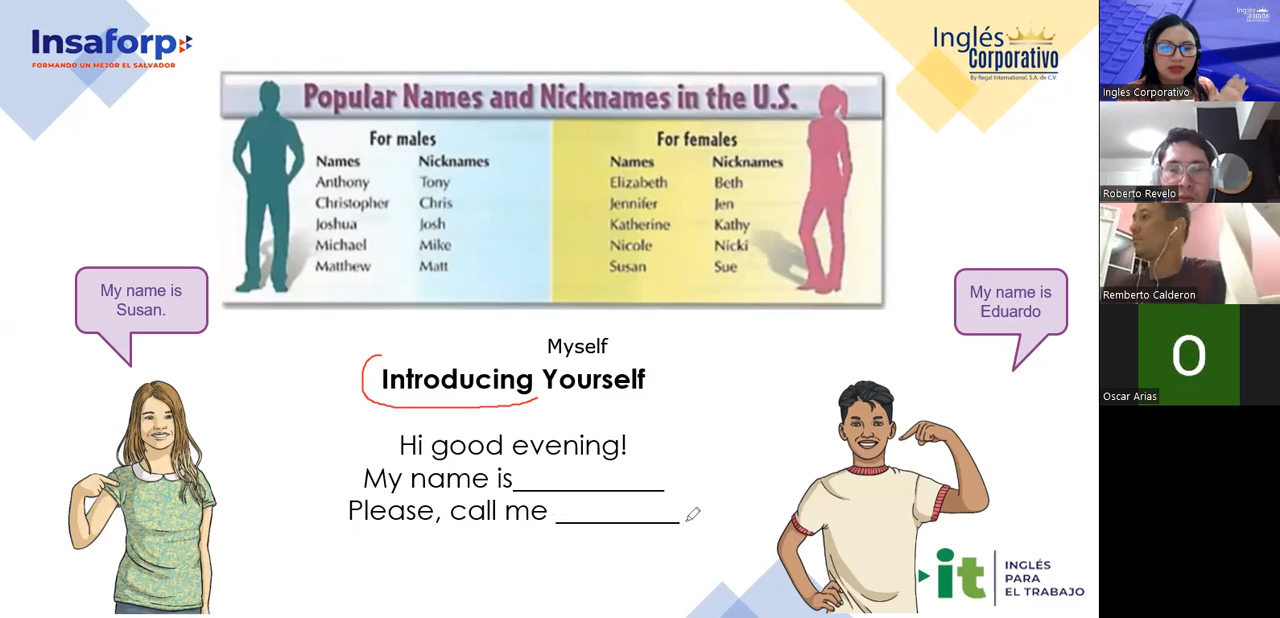 Insaforp
FORMANDO UN MEJOR EL SALVADOR
Inglés
Corporativo
By Regal International, S.A. de C.V.
Popular Names and Nicknames in the U.S.
For males
Names Nicknames
Anthony Tony
Christopher Chris
Joshua Josh
Michael Mike
Matthew Matt
For females
Names Nicknames
Elizabeth Beth
Jennifer Jen
Katherine Kathy
Nicole Nicki
Susan Sue
My name is
Susan.
My name is
Eduardo
Myself
Introducing Yourself
Hi good evening!
My name is__________
Please, call me __________
it
INGLÉS
PARA
EL TRABAJO
Inglés
Corporativo
Ingles Corporativo
Roberto Revelo
Remberto Calderon
O
Oscar Arias